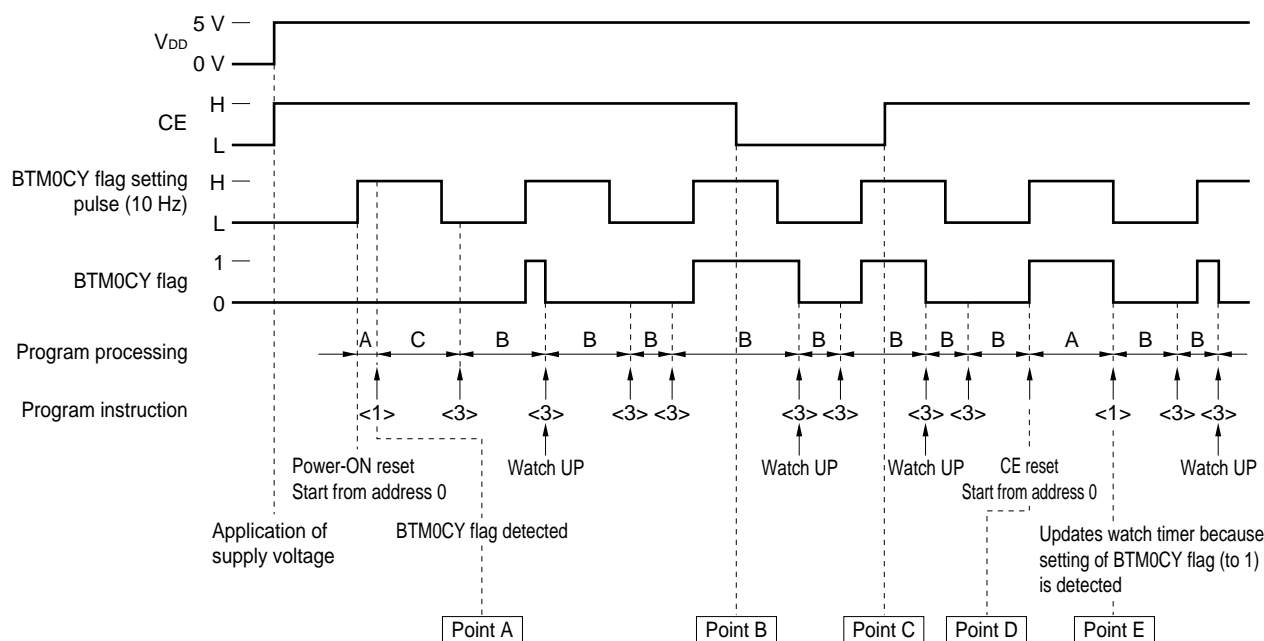 5 V
VDD
0 V
H
CE
L
BTM0CY flag setting
pulse (10 Hz)
H
L
BTM0CY flag
1
0
Program processing
A C B B B B B B B B A B B
Program instruction
<1> <3> <3> <3> <3> <3> <3> <3> <1> <3> <3>
Power-ON reset
Start from address 0
Watch UP
Watch UP
Watch UP
CE reset
Start from address 0
Watch UP
Application of
supply voltage
BTM0CY flag detected
Updates watch timer because
setting of BTM0CY flag (to 1)
is detected
Point A
Point B
Point C
Point D
Point E